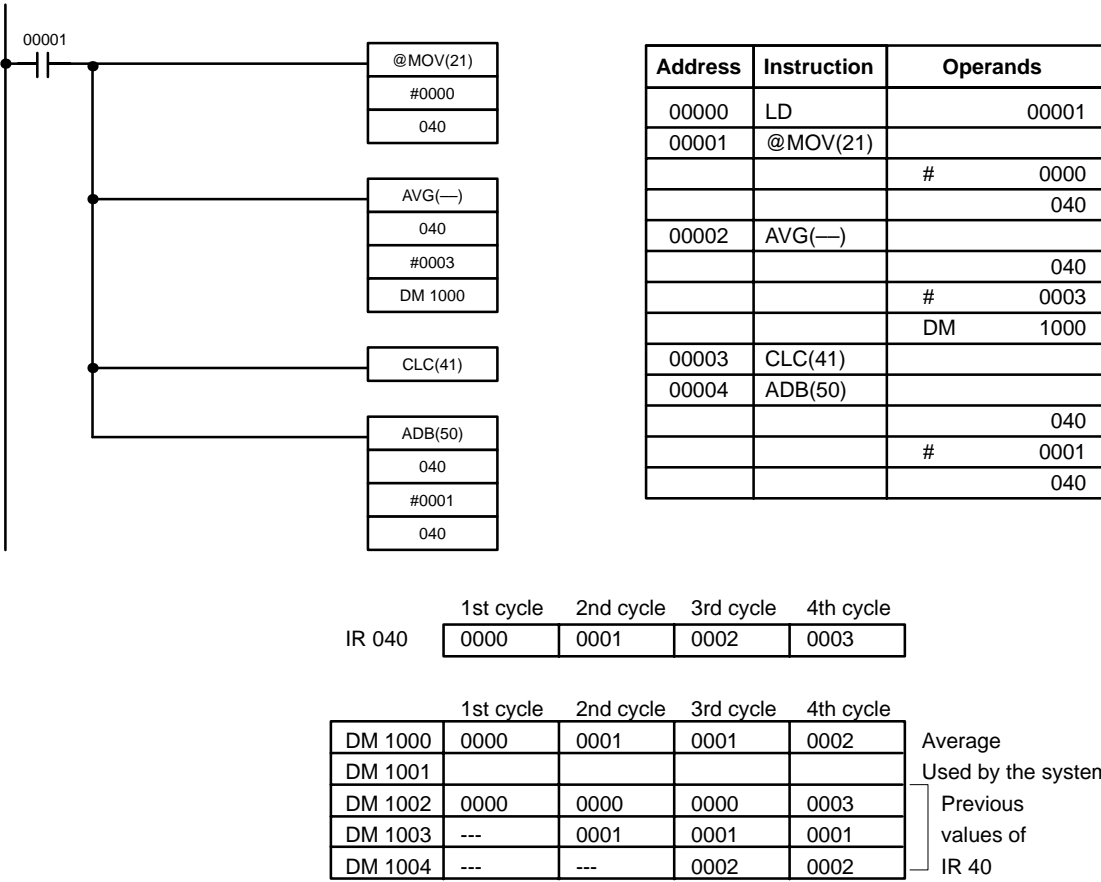 00001
@MOV(21)
#0000
040
AVG(––)
040
#0003
DM 1000
CLC(41)
ADB(50)
040
#0001
040
Address Instruction Operands
00000 LD 00001
00001 @MOV(21)
# 0000
040
00002 AVG(––)
040
# 0003
DM 1000
00003 CLC(41)
00004 ADB(50)
040
# 0001
040
1st cycle 2nd cycle 3rd cycle 4th cycle
IR 040 0000 0001 0002 0003
1st cycle 2nd cycle 3rd cycle 4th cycle
DM 1000 0000 0001 0001 0002 Average
DM 1001 Used by the system
DM 1002 0000 0000 0000 0003 Previous
DM 1003 --- 0001 0001 0001 values of
DM 1004 --- --- 0002 0002 IR 40